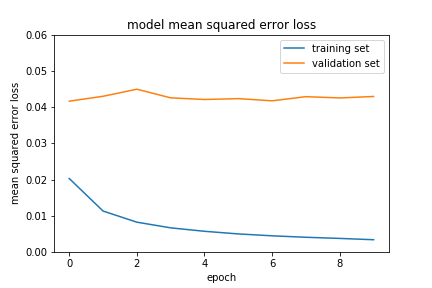 model mean squared error loss
training set
validation set
mean squared error loss
0.06
0.05
0.04
0.03
0.02
0.01
0.00
0 2 4 6 8
epoch